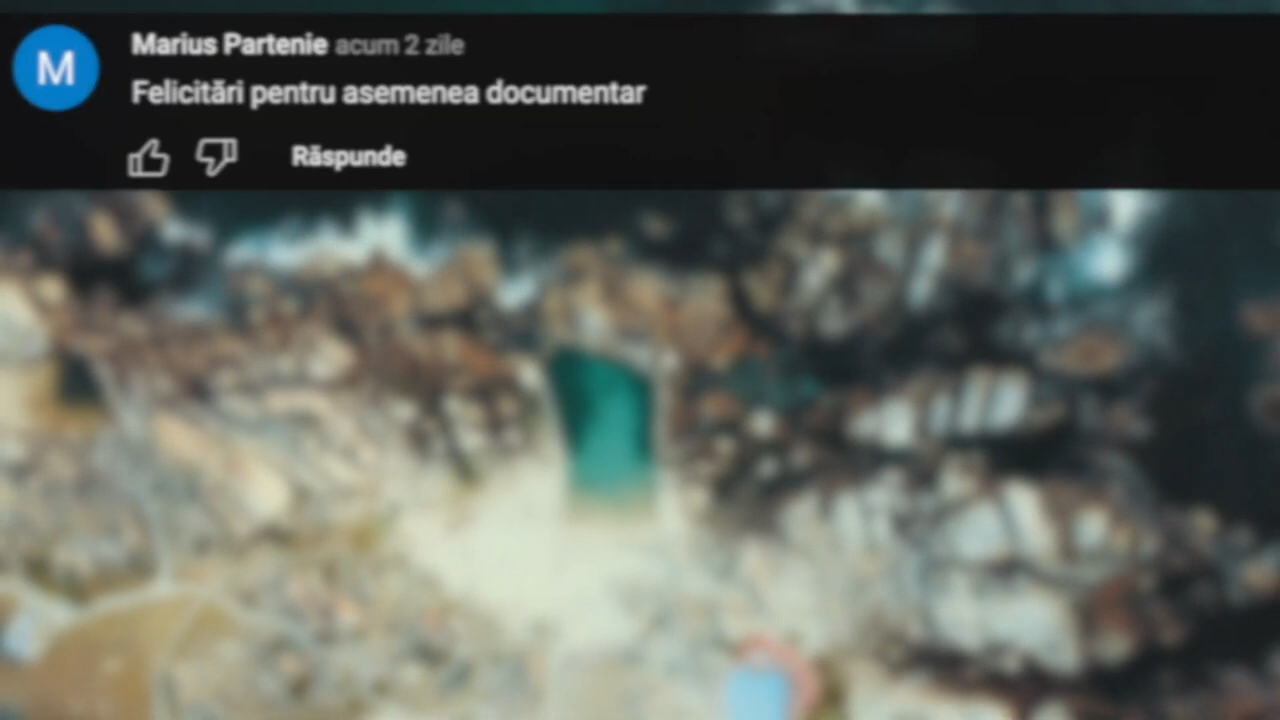 M
Marius Partenie acum 2 zile
Felicitări pentru asemenea documentar
Răspunde